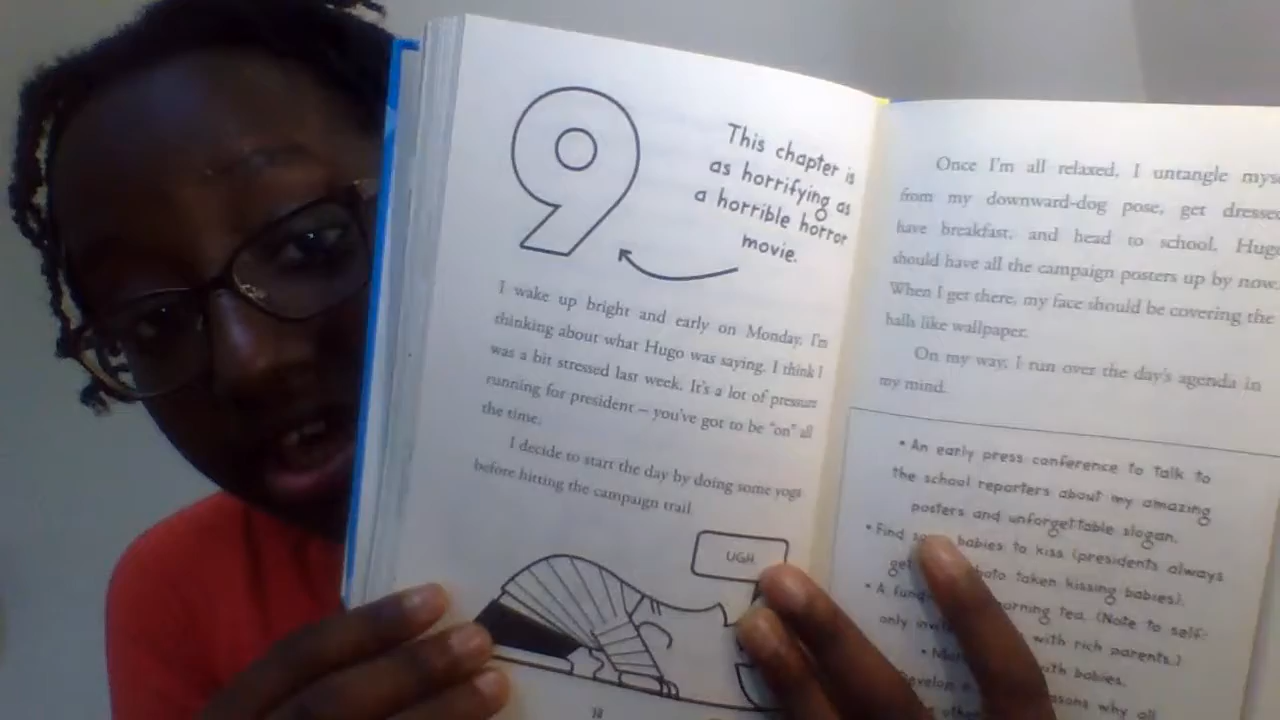 9
This chapter is
as horrifying as
a horrible horror
movie.
I wake up bright and early on Monday. I'm
thinking about what Hugo was saying. I think I
was a bit stressed last week. It's a lot of pressure
running for president – you've got to be "on" all
the time.
I decide to start the day by doing some yoga
before hitting the campaign trail.
UGH.
Once I'm all relaxed, I untangle
from my downward-dog pose, get
have breakfast, and head to school.
should have all the campaign posters up by now.
When I get there, my face should be covering the
halls like wallpaper.
On my way, I run over the day's agenda in
my mind.
• An early press conference to talk to
the school reporters about my amazing
posters and unforgettable slogan.
• Find babies to kiss (presidents always
taken kissing babies).
• A tea. (Note to self:
only with rich parents.)
• babies.
why all